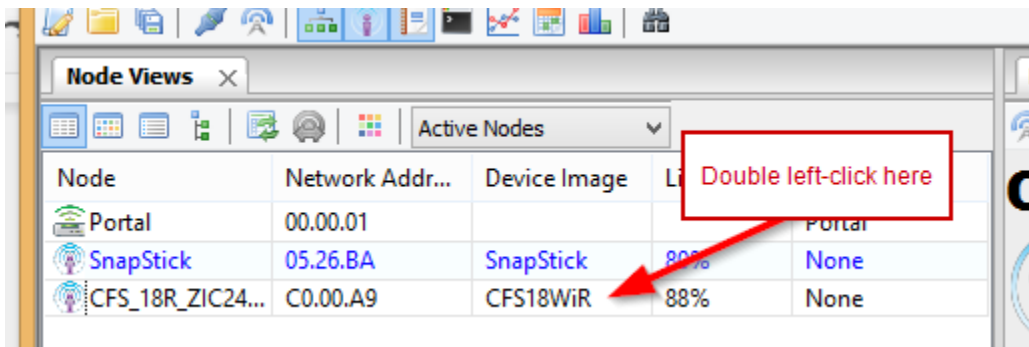 Node Views
Active Nodes
Node Network Addr... Device Image Li
Double left-click here
Portal 00.00.01 Portal
SnapStick 05.26.BA SnapStick 80% None
CFS_18R_ZIC24... C0.00.A9 CFS18WiR 88% None